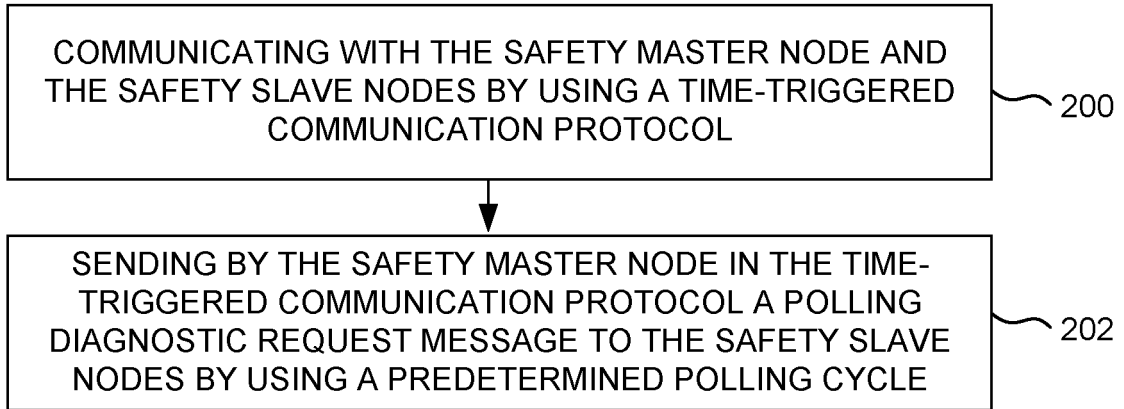 COMMUNICATING WITH THE SAFETY MASTER NODE AND
THE SAFETY SLAVE NODES BY USING A TIME-TRIGGERED
COMMUNICATION PROTOCOL
200
SENDING BY THE SAFETY MASTER NODE IN THE TIME-
TRIGGERED COMMUNICATION PROTOCOL A POLLING
DIAGNOSTIC REQUEST MESSAGE TO THE SAFETY SLAVE
NODES BY USING A PREDETERMINED POLLING CYCLE
202